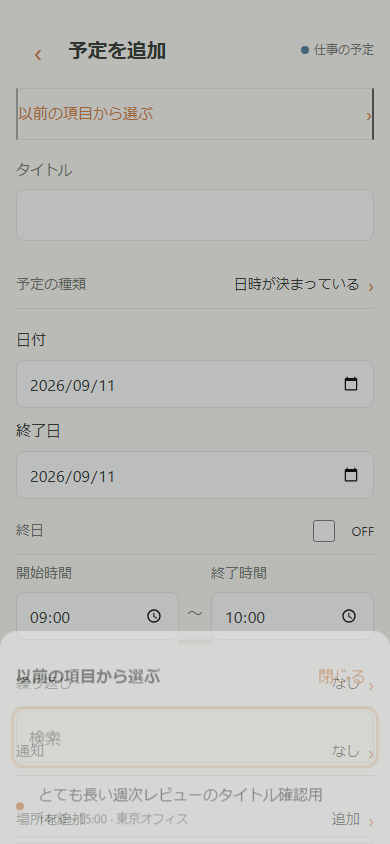 ‹ 予定を追加 仕事の予定
以前の項目から選ぶ ›
タイトル
予定の種類 日時が決まっている ›
日付
2026/09/11
終了日
2026/09/11
終日 OFF
開始時間 終了時間
09:00 ～ 10:00
以前の項目から選ぶ 閉じる
繰り返し なし ›
検索
通知 なし ›
とても長い週次レビューのタイトル確認用
場所を追加 追加 ›
15:00 · 東京オフィス